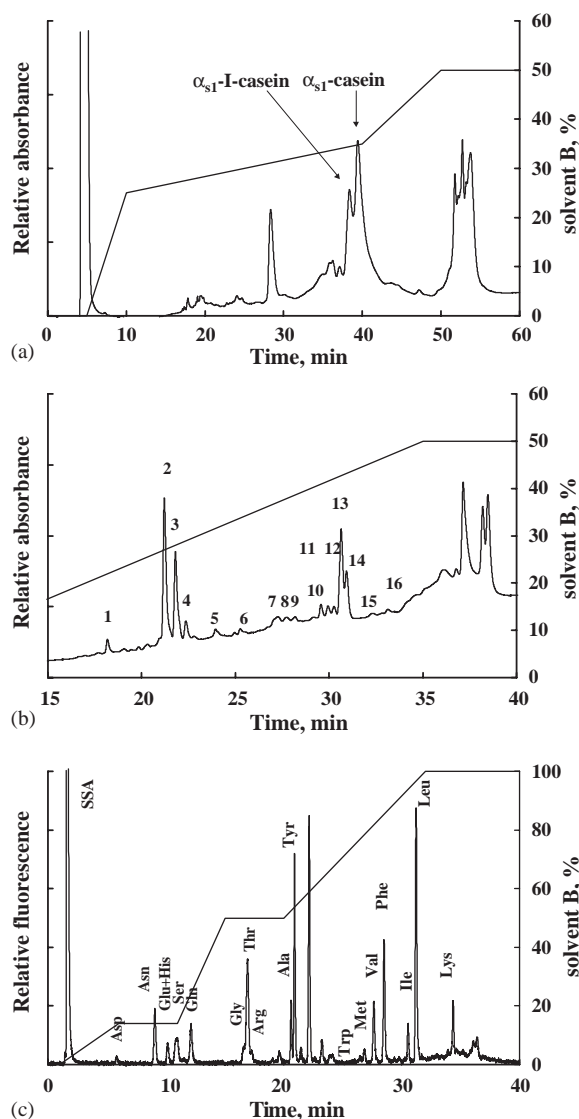 60
50
α_s1-I-casein α_s1-casein
40
30
20
10
0
Relative absorbance
solvent B, %
0 10 20 30 40 50 60
(a)
Time, min
60
50
2
40
3
13
30
11 12 14
20
1 4 5 6 7 8 9 10 15 16
10
0
Relative absorbance
solvent B, %
15 20 25 30 35 40
(b)
Time, min
100
SSA
Leu
80
Tyr
60
Phe
Thr
40
Asn
Glu+His
Ser
Gln
Gly
Arg
Ala
Val
Ile
Lys
20
Asp
Trp
Met
0
Relative fluorescence
solvent B, %
0 10 20 30 40
(c)
Time, min